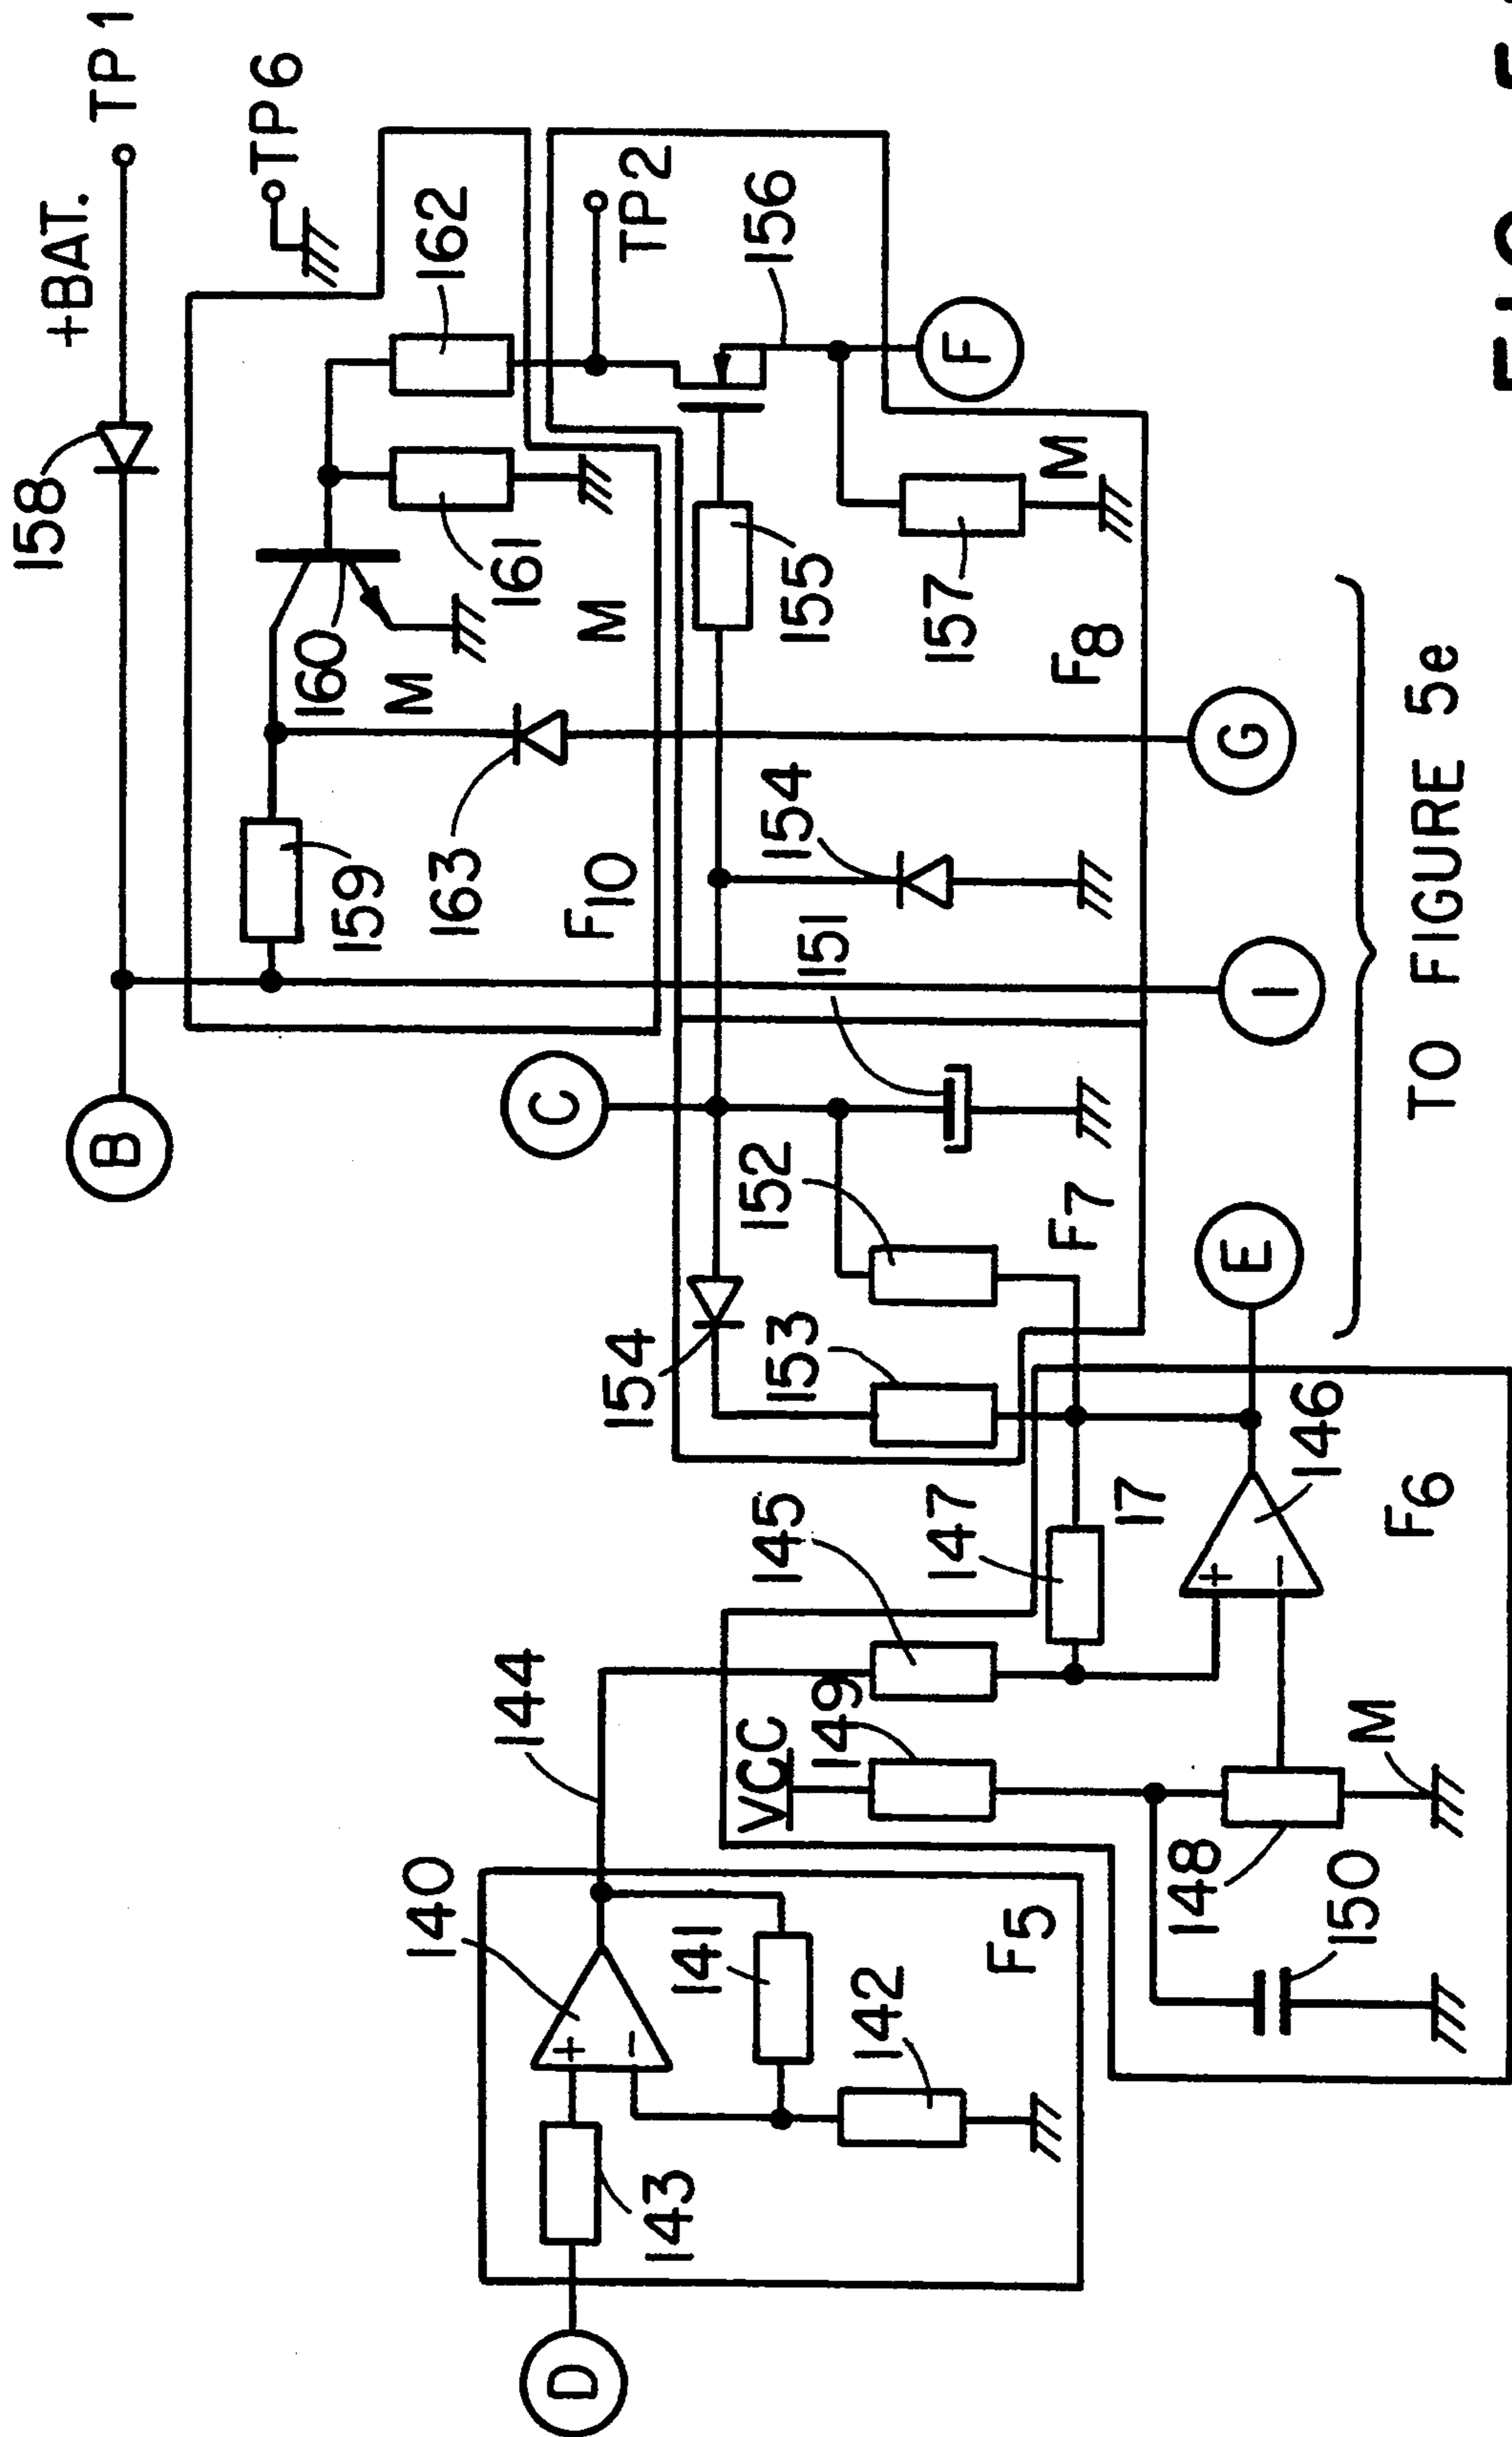 158
+BAT.
TP1
TP6
B
159
160
M
161
162
163
M
F10
TP2
C
154
153
152
151
154
155
156
157
M
F7
F8
F
G
I
E
D
143
140
141
142
F5
144
VCC
149
145
147
17
148
150
M
146
F6
TO FIGURE 5e